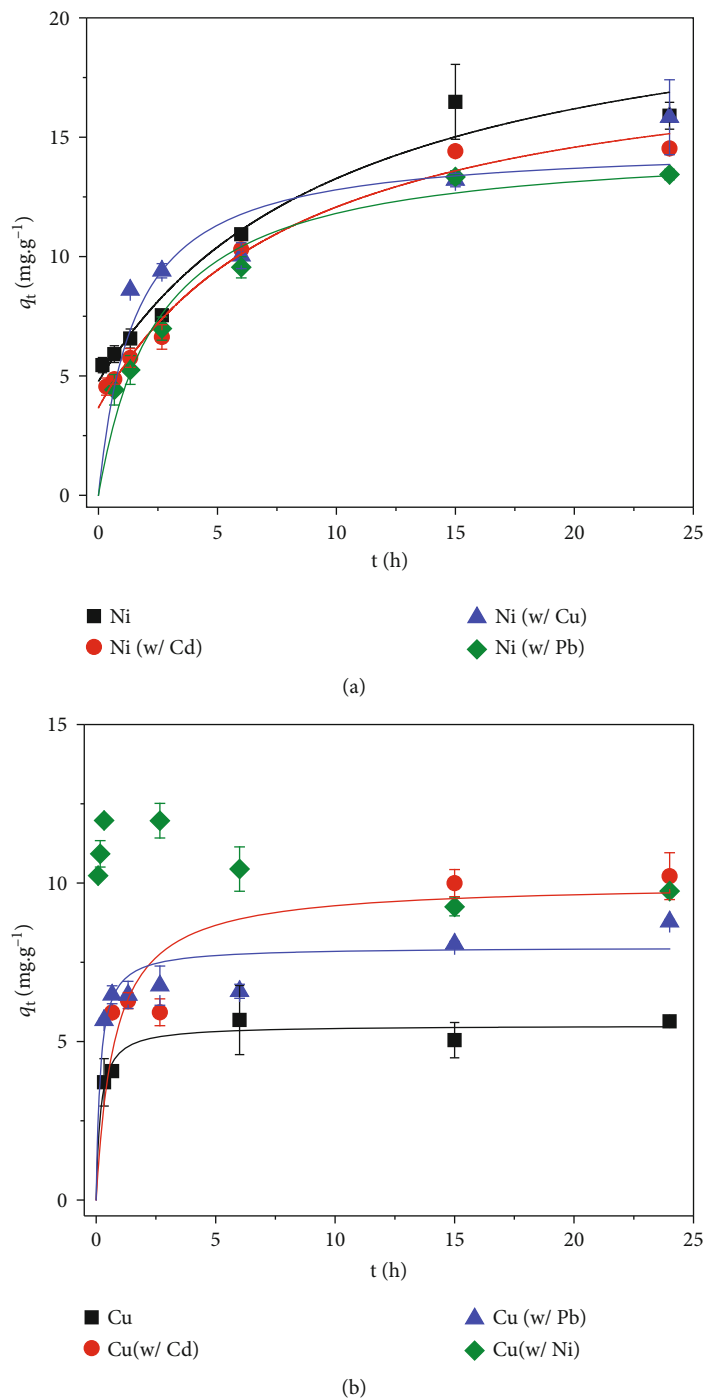 20
15
10
5
0
q_t (mg.g⁻¹)
0 5 10 15 20 25
t (h)
Ni Ni (w/ Cu)
Ni (w/ Cd) Ni (w/ Pb)
(a)
15
10
5
0
q_t (mg.g⁻¹)
0 5 10 15 20 25
t (h)
Cu Cu (w/ Pb)
Cu(w/ Cd) Cu(w/ Ni)
(b)